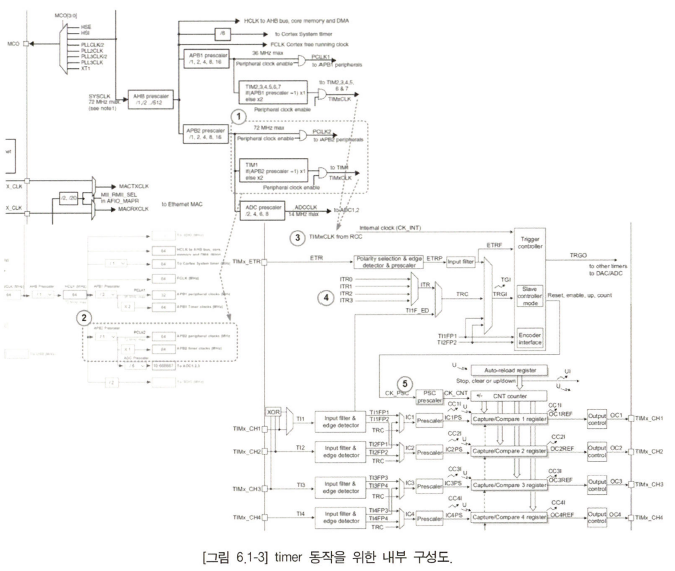 MCO[3:0]
HSE
HSI
MCO
PLLCLK/2
PLL2CLK
PLL3CLK/2
PLL3CLK
XT1
HCLK to AHB bus, core memory and DMA
/8
to Cortex System timer
FCLK Cortex free running clock
SYSCLK
72 MHz max
(see note1)
AHB prescaler
/1,/2 ../512
APB1 prescaler
/1, 2, 4, 8, 16
36 MHz max
Peripheral clock enable
PCLK1
to APB1 peripherals
TIM2,3,4,5,6,7
If(APB1 prescaler =1) x1
else x2
to TIM2,3,4,5,
6 & 7
TIMxCLK
Peripheral clock enable
1
APB2 prescaler
/1, 2, 4, 8, 16
72 MHz max
Peripheral clock enable
PCLK2
to APB2 peripherals
TIM1
If(APB2 prescaler =1) x1
else x2
to TIM1
TIMxCLK
Peripheral clock enable
ADC prescaler
/2, 4, 6, 8
ADCCLK
14 MHz max
to ADC1,2
X_CLK
MACTXCLK
/2, /20
MII_RMII_SEL
in AFIO_MAPR
to Ethernet MAC
X_CLK
MACRXCLK
2
3
TIMxCLK from RCC
Internal clock (CK_INT)
Trigger
controller
ETRF
TRGG
to other timers
to DAC/ADC
TIMx_ETR
ETR
Polarity selection & edge
detector & prescaler
ETRP
Input filter
4
ITR0
ITR1
ITR2
ITR3
ITR
TI1F_ED
TRC
TGI
TRGI
Slave
controller
mode
Reset, enable, up, count
TI1FP1
TI2FP2
Encoder
interface
U
Auto-reload register
UI
Stop, clear or up/down
U
5
CK_PSC
PSC
prescaler
CK_CNT
+/-
CNT counter
XOR
TIMx_CH1
TI1
Input filter &
edge detector
TI1FP1
TI1FP2
TRC
IC1
Prescaler
CC1I
U
IC1PS
Capture/Compare 1 register
CC1I
OC1REF
Output
control
OC1
TIMx_CH1
TIMx_CH2
TI2
Input filter &
edge detector
TI2FP1
TI2FP2
TRC
IC2
Prescaler
CC2I
U
IC2PS
Capture/Compare 2 register
CC2I
OC2REF
Output
control
OC2
TIMx_CH2
TIMx_CH3
TI3
Input filter &
edge detector
TI3FP3
TI3FP4
TRC
IC3
Prescaler
CC3I
U
IC3PS
Capture/Compare 3 register
CC3I
OC3REF
Output
control
OC3
TIMx_CH3
TIMx_CH4
TI4
Input filter &
edge detector
TI4FP3
TI4FP4
TRC
IC4
Prescaler
CC4I
U
IC4PS
Capture/Compare 4 register
CC4I
OC4REF
Output
control
OC4
TIMx_CH4
[그림 6.1-3] timer 동작을 위한 내부 구성도.